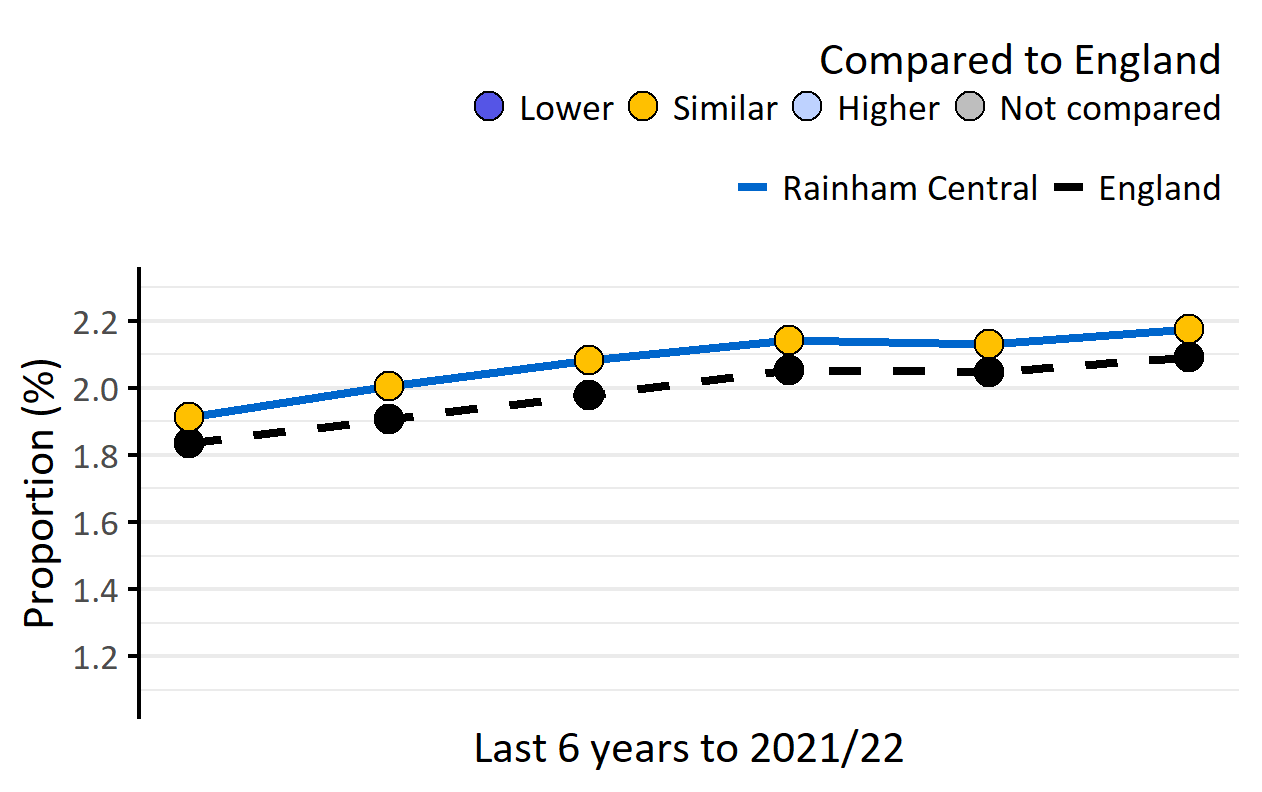 Compared to England
Lower Similar Higher Not compared
Rainham Central England
Proportion (%)
2.2
2.0
1.8
1.6
1.4
1.2
Last 6 years to 2021/22